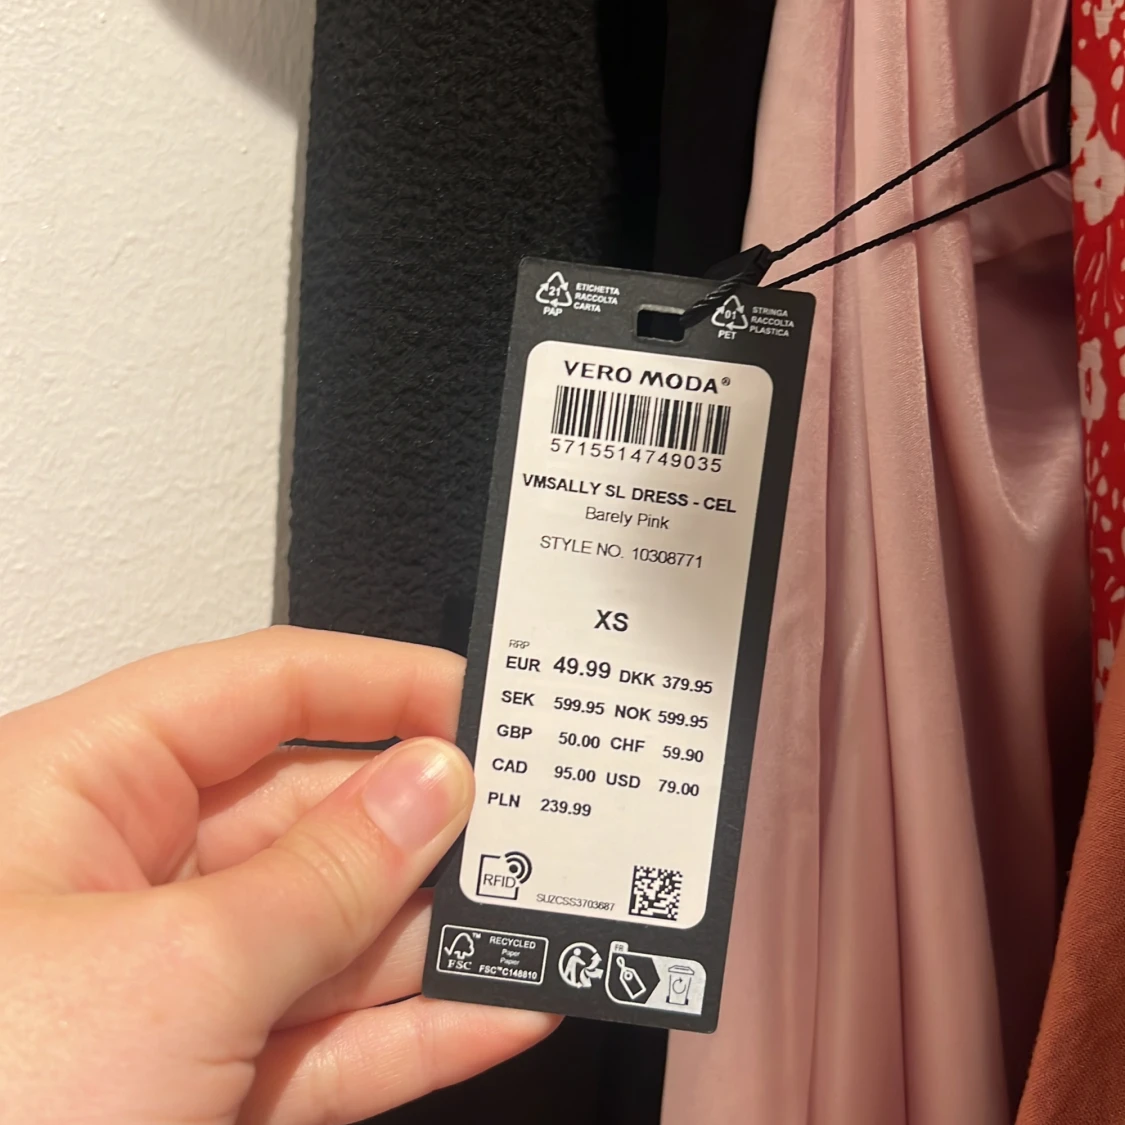 21
PAP
ETICHETTA
RACCOLTA
CARTA
01
PET
STRINGA
RACCOLTA
PLASTICA
VERO MODA®
5715514749035
VMSALLY SL DRESS - CEL
Barely Pink
STYLE NO. 10308771
XS
RRP
EUR 49.99 DKK 379.95
SEK 599.95 NOK 599.95
GBP 50.00 CHF 59.90
CAD 95.00 USD 79.00
PLN 239.99
RFID
SUZCSS3703687
FSC™
RECYCLED
Paper
Papier
FSC™C148810
FR